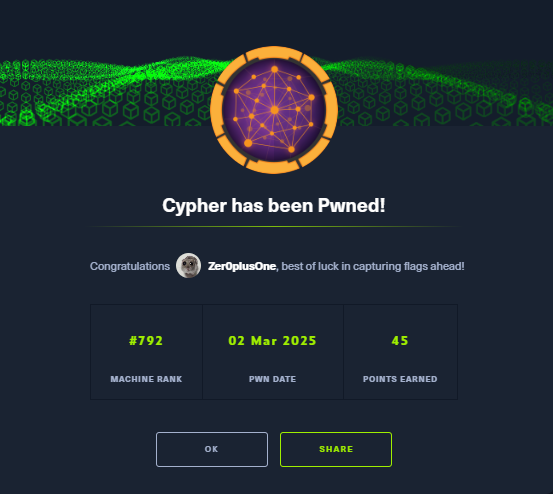 Cypher has been Pwned!
Congratulations Zer0plusOne, best of luck in capturing flags ahead!
#792 02 Mar 2025 45
MACHINE RANK PWN DATE POINTS EARNED
OK SHARE